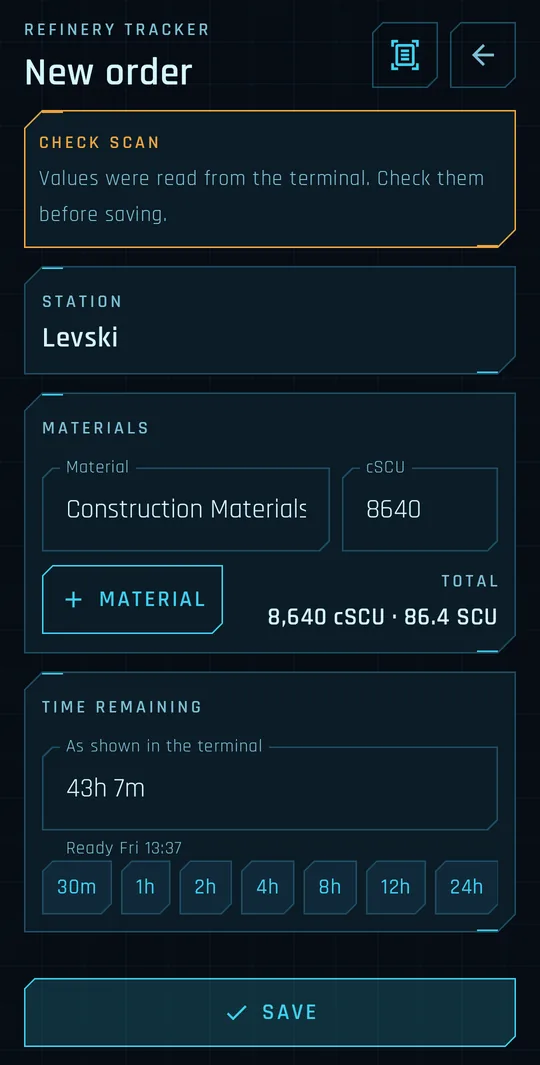 REFINERY TRACKER
New order
CHECK SCAN
Values were read from the terminal. Check them
before saving.
STATION
Levski
MATERIALS
Material
cSCU
Construction Materials
8640
+ MATERIAL
TOTAL
8,640 cSCU · 86.4 SCU
TIME REMAINING
As shown in the terminal
43h 7m
Ready Fri 13:37
30m 1h 2h 4h 8h 12h 24h
SAVE